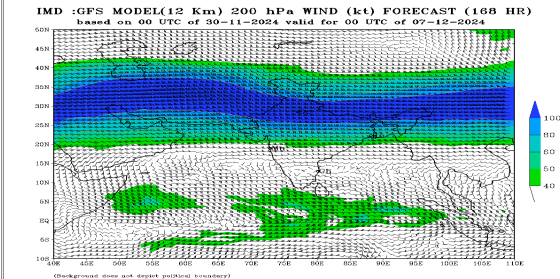 IMD :GFS MODEL(12 Km) 200 hPa WIND (kt) FORECAST (168 HR)
based on 00 UTC of 30-11-2024 valid for 00 UTC of 07-12-2024
50N
45N
40N
35N
30N
25N
20N
15N
10N
5N
EQ
5S
10S
40E 45E 50E 55E 60E 65E 70E 75E 80E 85E 90E 95E 100E 105E 110E
100
80
60
50
40
(Background does not depict political boundary)